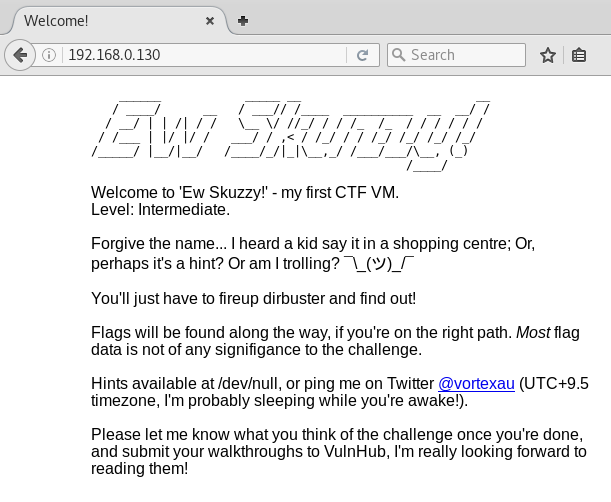 Welcome!
192.168.0.130
Search
Ew Skuzzy!
Welcome to 'Ew Skuzzy!' - my first CTF VM.
Level: Intermediate.
Forgive the name... I heard a kid say it in a shopping centre; Or,
perhaps it's a hint? Or am I trolling? ¯\_(ツ)_/¯
You'll just have to fireup dirbuster and find out!
Flags will be found along the way, if you're on the right path. Most flag
data is not of any signifigance to the challenge.
Hints available at /dev/null, or ping me on Twitter @vortexau (UTC+9.5
timezone, I'm probably sleeping while you're awake!).
Please let me know what you think of the challenge once you're done,
and submit your walkthroughs to VulnHub, I'm really looking forward to
reading them!